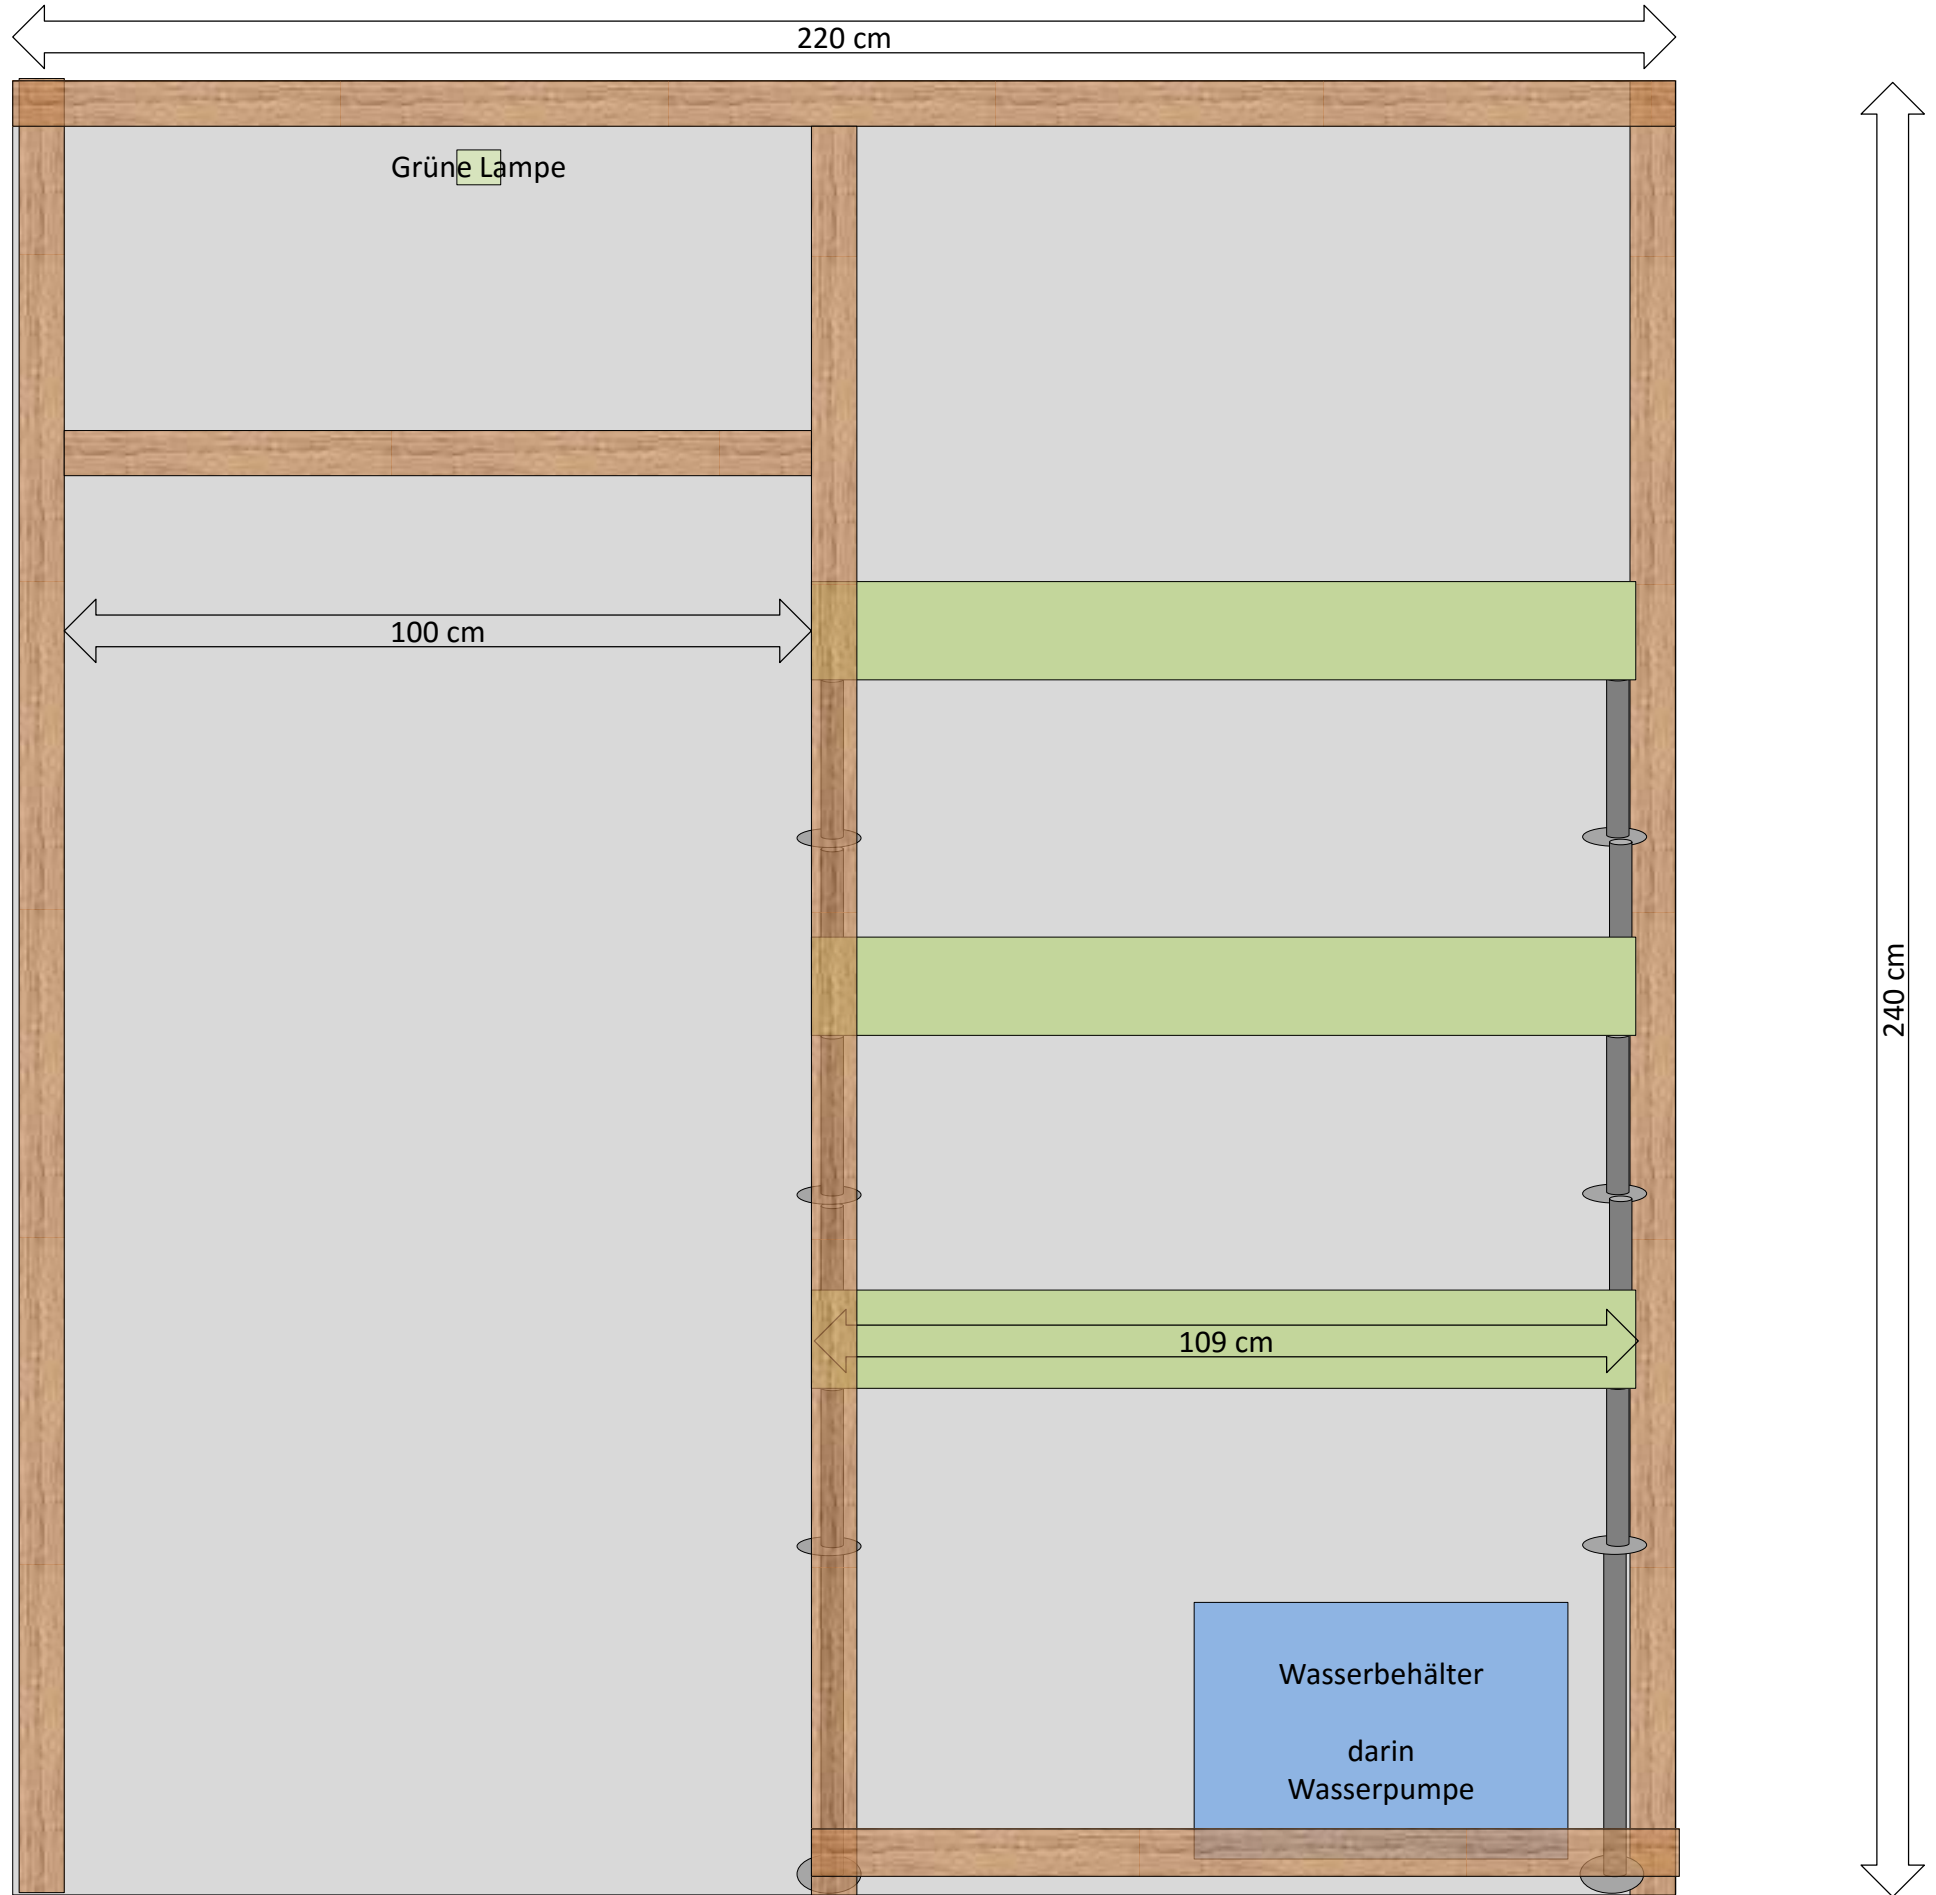 220 cm
Grüne Lampe
100 cm
240 cm
109 cm
Wasserbehälter
darin
Wasserpumpe